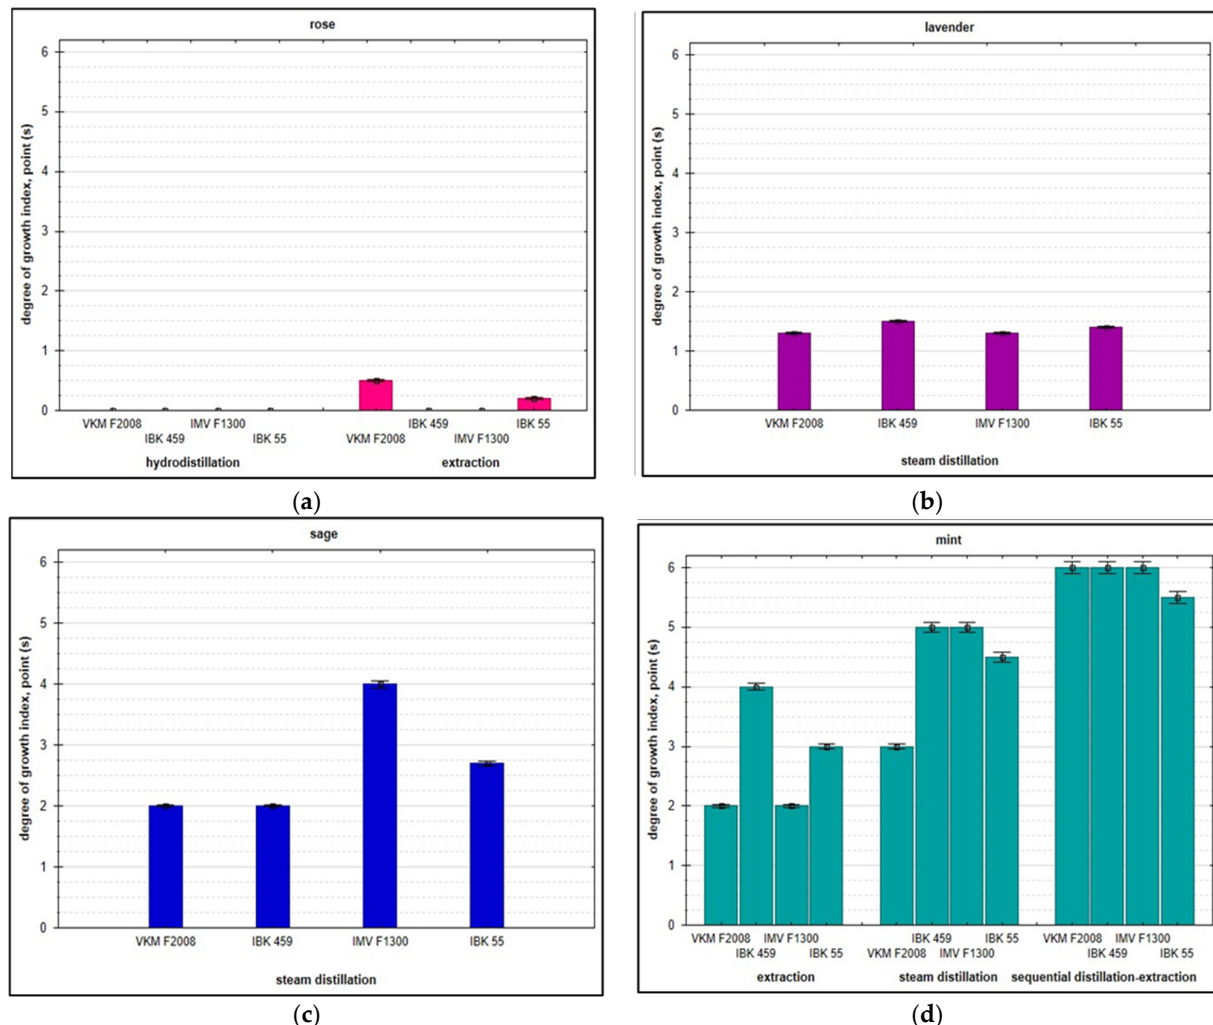 rose
degree of growth index, point (s)
6
5
4
3
2
1
0
VKM F2008 IMV F1300 IBK 459 IBK 55
IBK 459 IBK 55 VKM F2008 IMV F1300
hydrodistillation extraction
(a)
lavender
degree of growth index, point (s)
6
5
4
3
2
1
0
VKM F2008 IBK 459 IMV F1300 IBK 55
steam distillation
(b)
sage
degree of growth index, point (s)
6
5
4
3
2
1
0
VKM F2008 IBK 459 IMV F1300 IBK 55
steam distillation
(c)
mint
degree of growth index, point (s)
6
5
4
3
2
1
0
VKM F2008 IMV F1300 IBK 459 IBK 55 VKM F2008 IMV F1300
IBK 459 IBK 55 VKM F2008 IMV F1300 IBK 459 IBK 55
extraction steam distillation sequential distillation-extraction
(d)